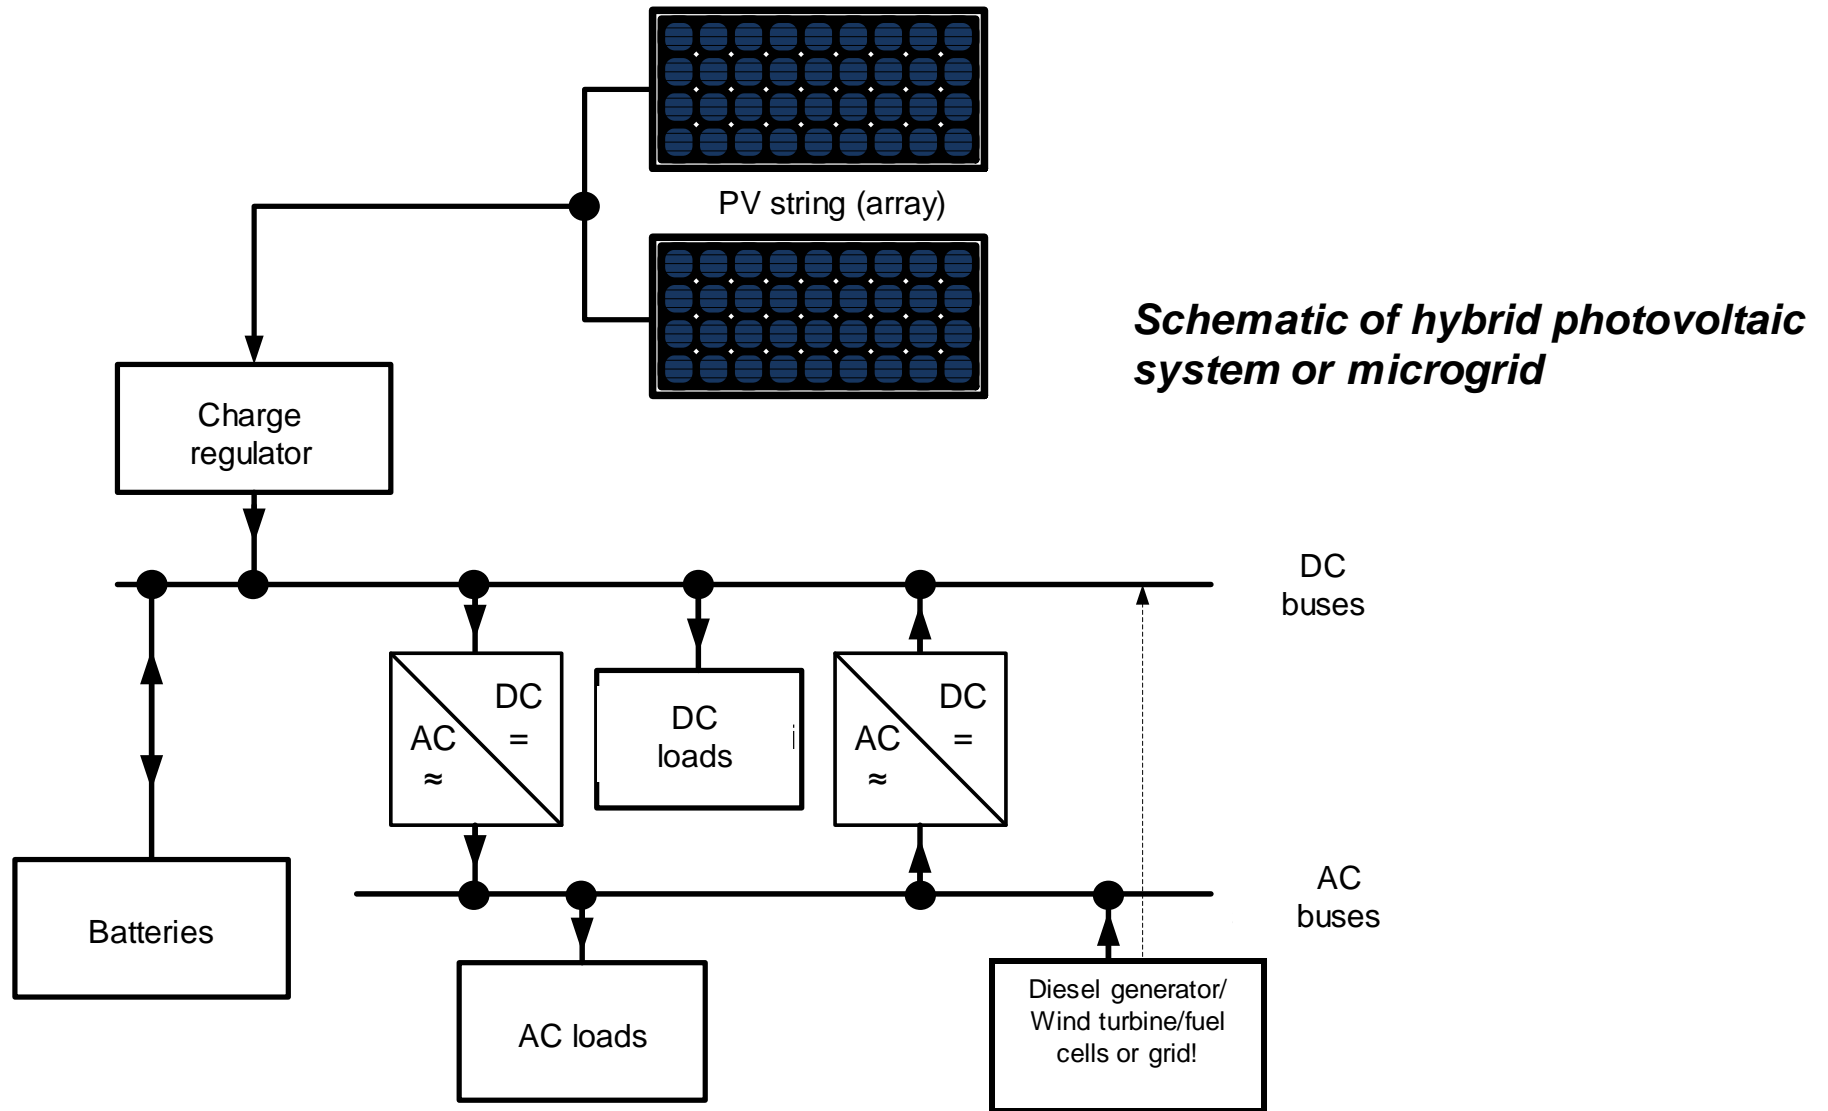 PV string (array)
Schematic of hybrid photovoltaic
system or microgrid
Charge
regulator
DC
buses
DC
=
AC
≈
DC
loads
DC
=
AC
≈
AC
buses
Batteries
AC loads
Diesel generator/
Wind turbine/fuel
cells or grid!